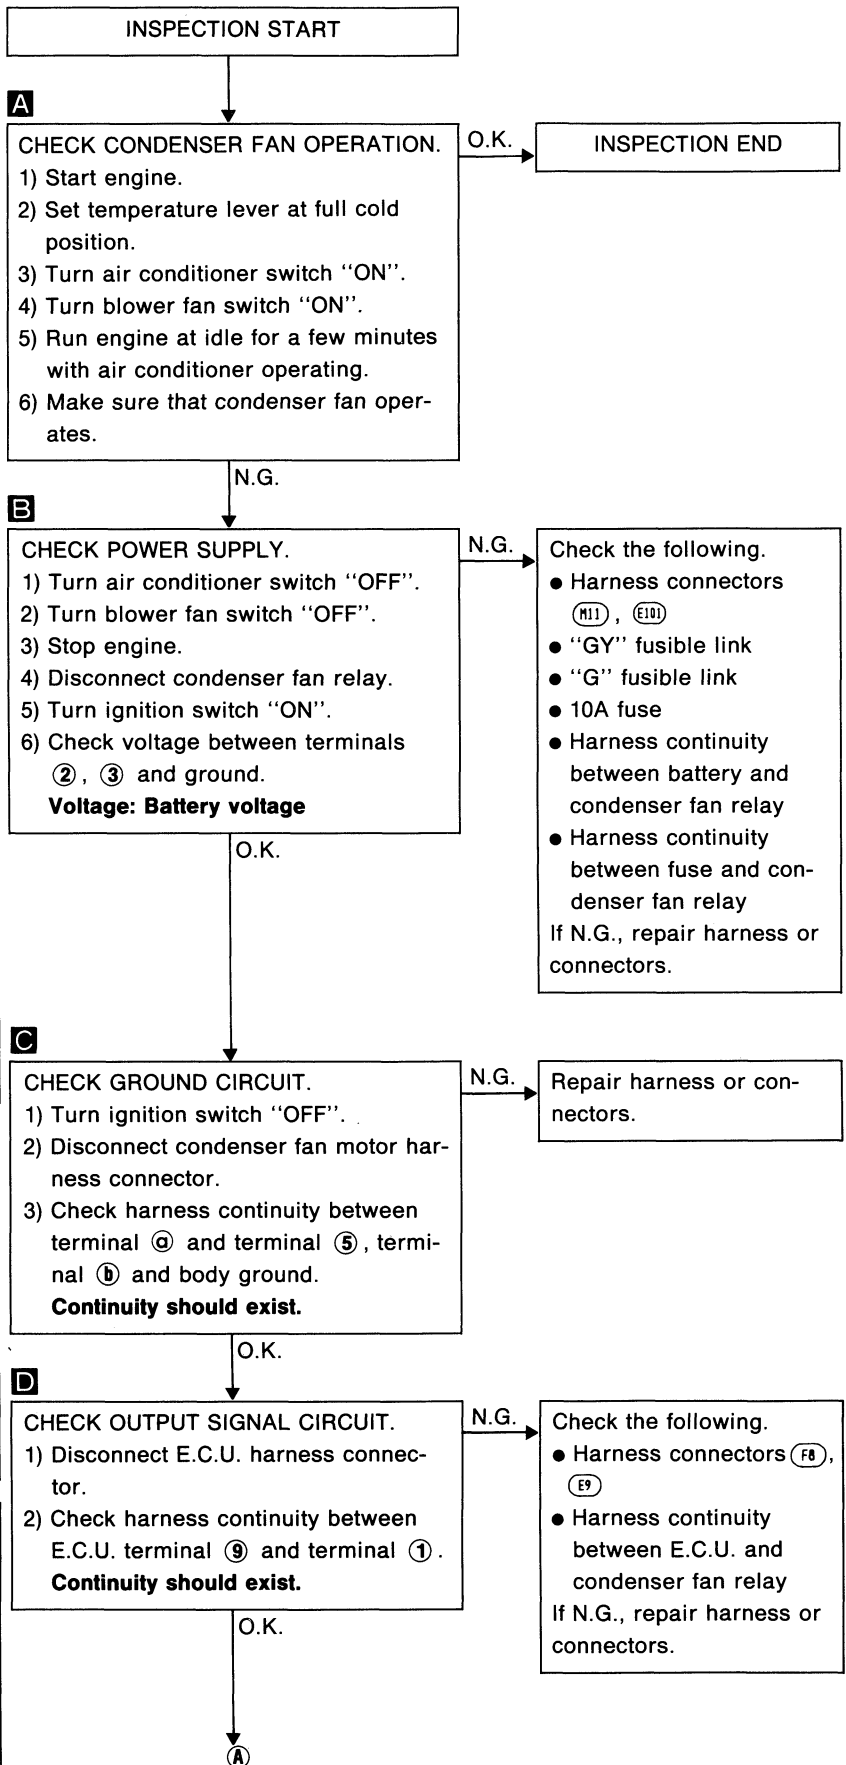 INSPECTION START
A
CHECK CONDENSER FAN OPERATION.
1) Start engine.
2) Set temperature lever at full cold
position.
3) Turn air conditioner switch "ON".
4) Turn blower fan switch "ON".
5) Run engine at idle for a few minutes
with air conditioner operating.
6) Make sure that condenser fan oper-
ates.
O.K.
INSPECTION END
N.G.
B
CHECK POWER SUPPLY.
1) Turn air conditioner switch "OFF".
2) Turn blower fan switch "OFF".
3) Stop engine.
4) Disconnect condenser fan relay.
5) Turn ignition switch "ON".
6) Check voltage between terminals
②, ③ and ground.
Voltage: Battery voltage
N.G.
Check the following.
● Harness connectors
M11, E101
● "GY" fusible link
● "G" fusible link
● 10A fuse
● Harness continuity
between battery and
condenser fan relay
● Harness continuity
between fuse and con-
denser fan relay
If N.G., repair harness or
connectors.
O.K.
C
CHECK GROUND CIRCUIT.
1) Turn ignition switch "OFF".
2) Disconnect condenser fan motor har-
ness connector.
3) Check harness continuity between
terminal ⓐ and terminal ⑤, termi-
nal ⓑ and body ground.
Continuity should exist.
N.G.
Repair harness or con-
nectors.
O.K.
D
CHECK OUTPUT SIGNAL CIRCUIT.
1) Disconnect E.C.U. harness connec-
tor.
2) Check harness continuity between
E.C.U. terminal ⑨ and terminal ①.
Continuity should exist.
N.G.
Check the following.
● Harness connectors F8,
E9
● Harness continuity
between E.C.U. and
condenser fan relay
If N.G., repair harness or
connectors.
O.K.
Ⓐ